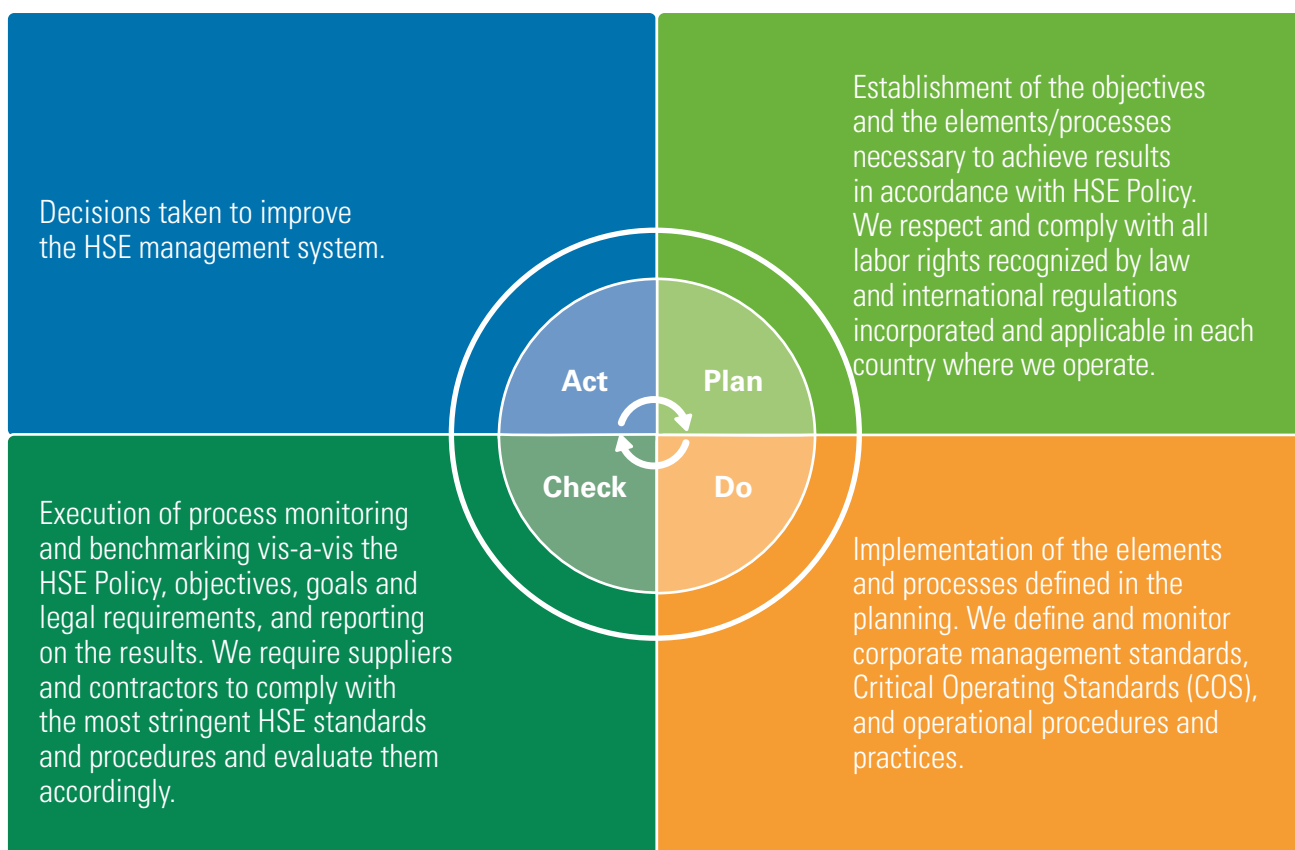 Decisions taken to improve
the HSE management system.
Establishment of the objectives
and the elements/processes
necessary to achieve results
in accordance with HSE Policy.
We respect and comply with all
labor rights recognized by law
and international regulations
incorporated and applicable in each
country where we operate.
Act
Plan
Check
Do
Execution of process monitoring
and benchmarking vis-a-vis the
HSE Policy, objectives, goals and
legal requirements, and reporting
on the results. We require suppliers
and contractors to comply with
the most stringent HSE standards
and procedures and evaluate them
accordingly.
Implementation of the elements
and processes defined in the
planning. We define and monitor
corporate management standards,
Critical Operating Standards (COS),
and operational procedures and
practices.